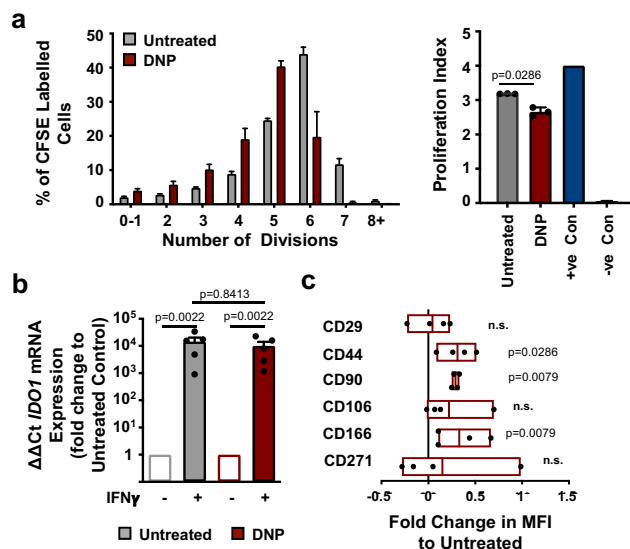 a
Untreated
DNP
% of CFSE Labelled
Cells
50
40
30
20
10
0
0-1 2 3 4 5 6 7 8+
Number of Divisions
Proliferation Index
5
4
3
2
1
0
p=0.0286
Untreated
DNP
+ve Con
-ve Con
b
ΔΔCt IDO1 mRNA
Expression
(fold change to
Untreated Control)
p=0.8413
p=0.0022 p=0.0022
10⁵
10⁴
10³
10²
10¹
1
IFNγ - + - +
Untreated DNP
c
CD29 n.s.
CD44 p=0.0286
CD90 p=0.0079
CD106 n.s.
CD166 p=0.0079
CD271 n.s.
-0.5 -0 0.5 1 1.5
Fold Change in MFI
to Untreated